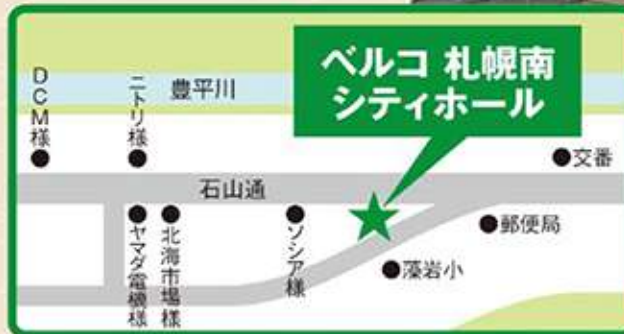 ベルコ 札幌南
シティホール
DCM様
ニトリ様
豊平川
交番
石山通
ヤマダ電機様
北海市場様
ソシア様
郵便局
藻岩小